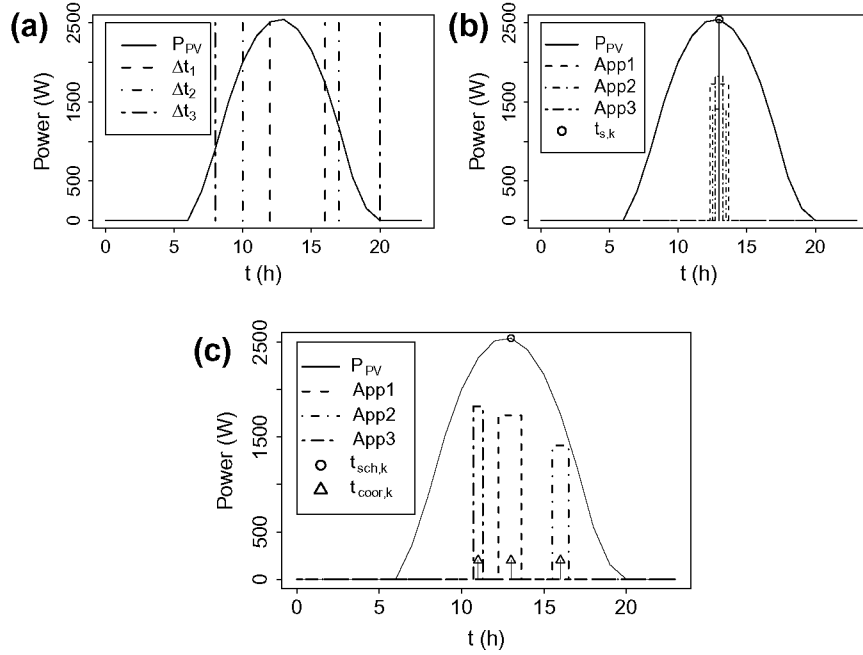 (a)
Power (W)
2500
1500
500
0
P_PV
Δt_1
Δt_2
Δt_3
0 5 10 15 20
t (h)
(b)
Power (W)
2500
1500
500
0
P_PV
App1
App2
App3
t_s,k
0 5 10 15 20
t (h)
(c)
Power (W)
2500
1500
500
0
P_PV
App1
App2
App3
t_sch,k
t_coor,k
0 5 10 15 20
t (h)